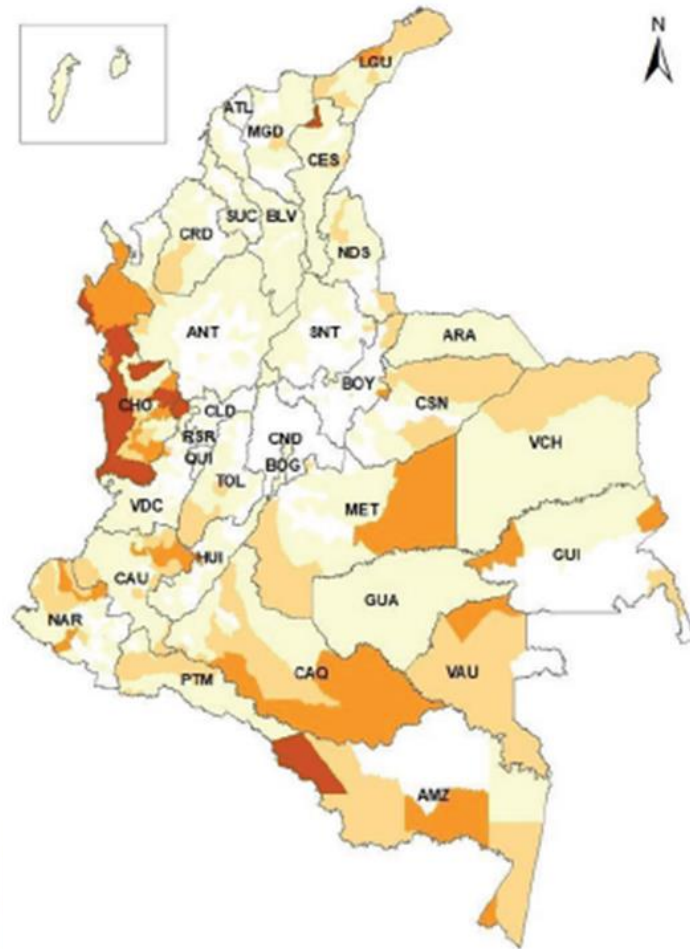 N
LGU
ATL
MGD
CES
SUC BLV
CRD
NDS
ANT
SNT
ARA
BOY
CHO
CLD
CSN
RSR
CND
VCH
QUI
BOG
TOL
MET
VDC
GUI
HUI
CAU
GUA
NAR
CAQ
VAU
PTM
AMZ